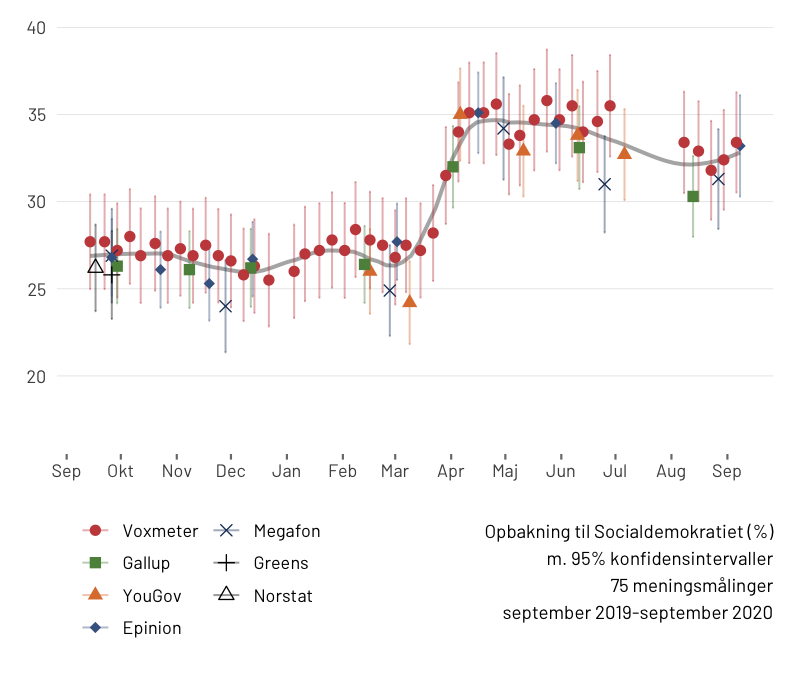 40
35
30
25
20
Sep Okt Nov Dec Jan Feb Mar Apr Maj Jun Jul Aug Sep
Voxmeter Megafon
Gallup Greens
YouGov Norstat
Epinion
Opbakning til Socialdemokratiet (%)
m. 95% konfidensintervaller
75 meningsmålinger
september 2019-september 2020